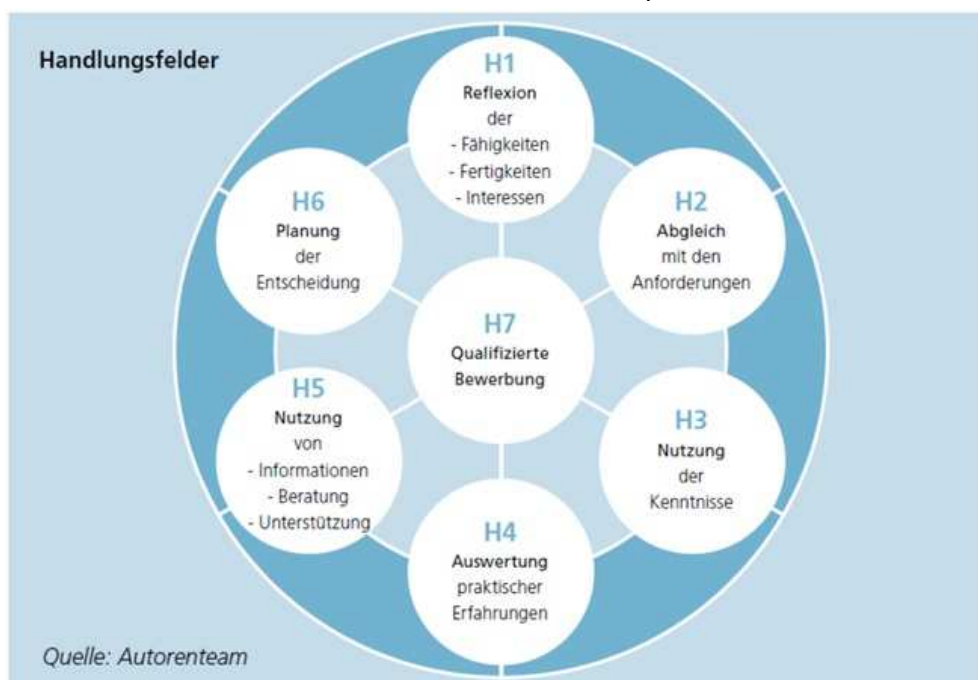 Handlungsfelder
H1
Reflexion
der
- Fähigkeiten
- Fertigkeiten
- Interessen
H2
Abgleich
mit den
Anforderungen
H3
Nutzung
der
Kenntnisse
H4
Auswertung
praktischer
Erfahrungen
H5
Nutzung
von
- Informationen
- Beratung
- Unterstützung
H6
Planung
der
Entscheidung
H7
Qualifizierte
Bewerbung
Quelle: Autorenteam